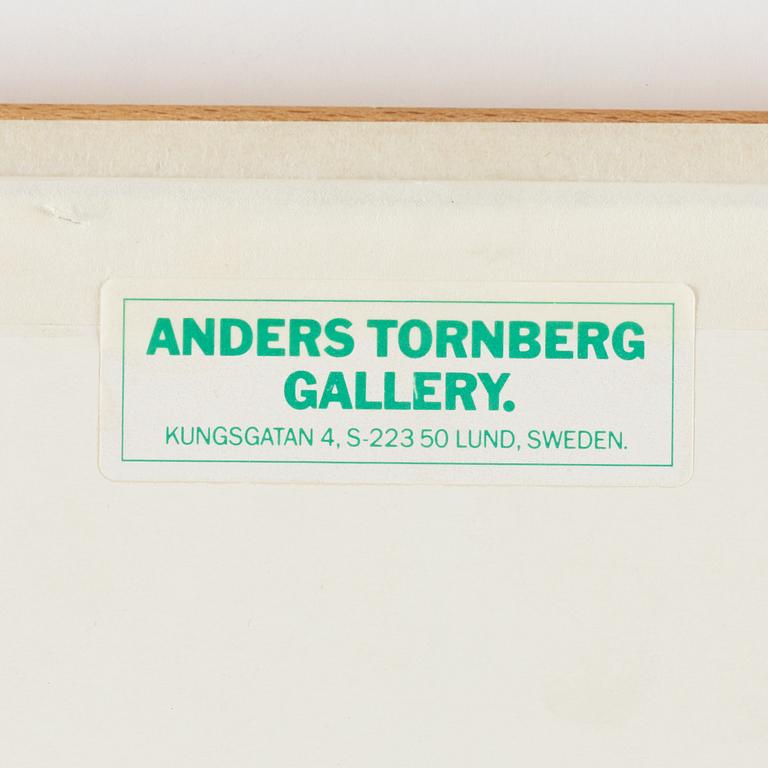 ANDERS TORNBERG
GALLERY.
KUNGSGATAN 4, S-223 50 LUND, SWEDEN.